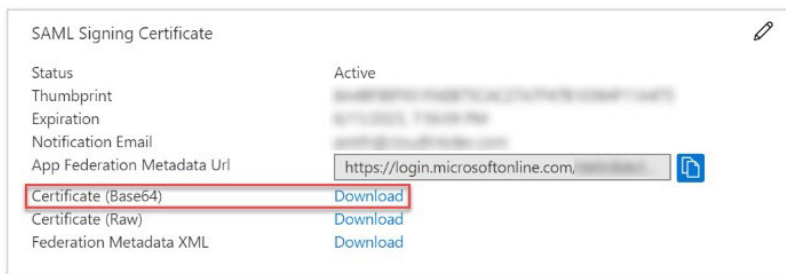 SAML Signing Certificate
Status Active
Thumbprint
Expiration
Notification Email
App Federation Metadata Url https://login.microsoftonline.com/
Certificate (Base64) Download
Certificate (Raw) Download
Federation Metadata XML Download